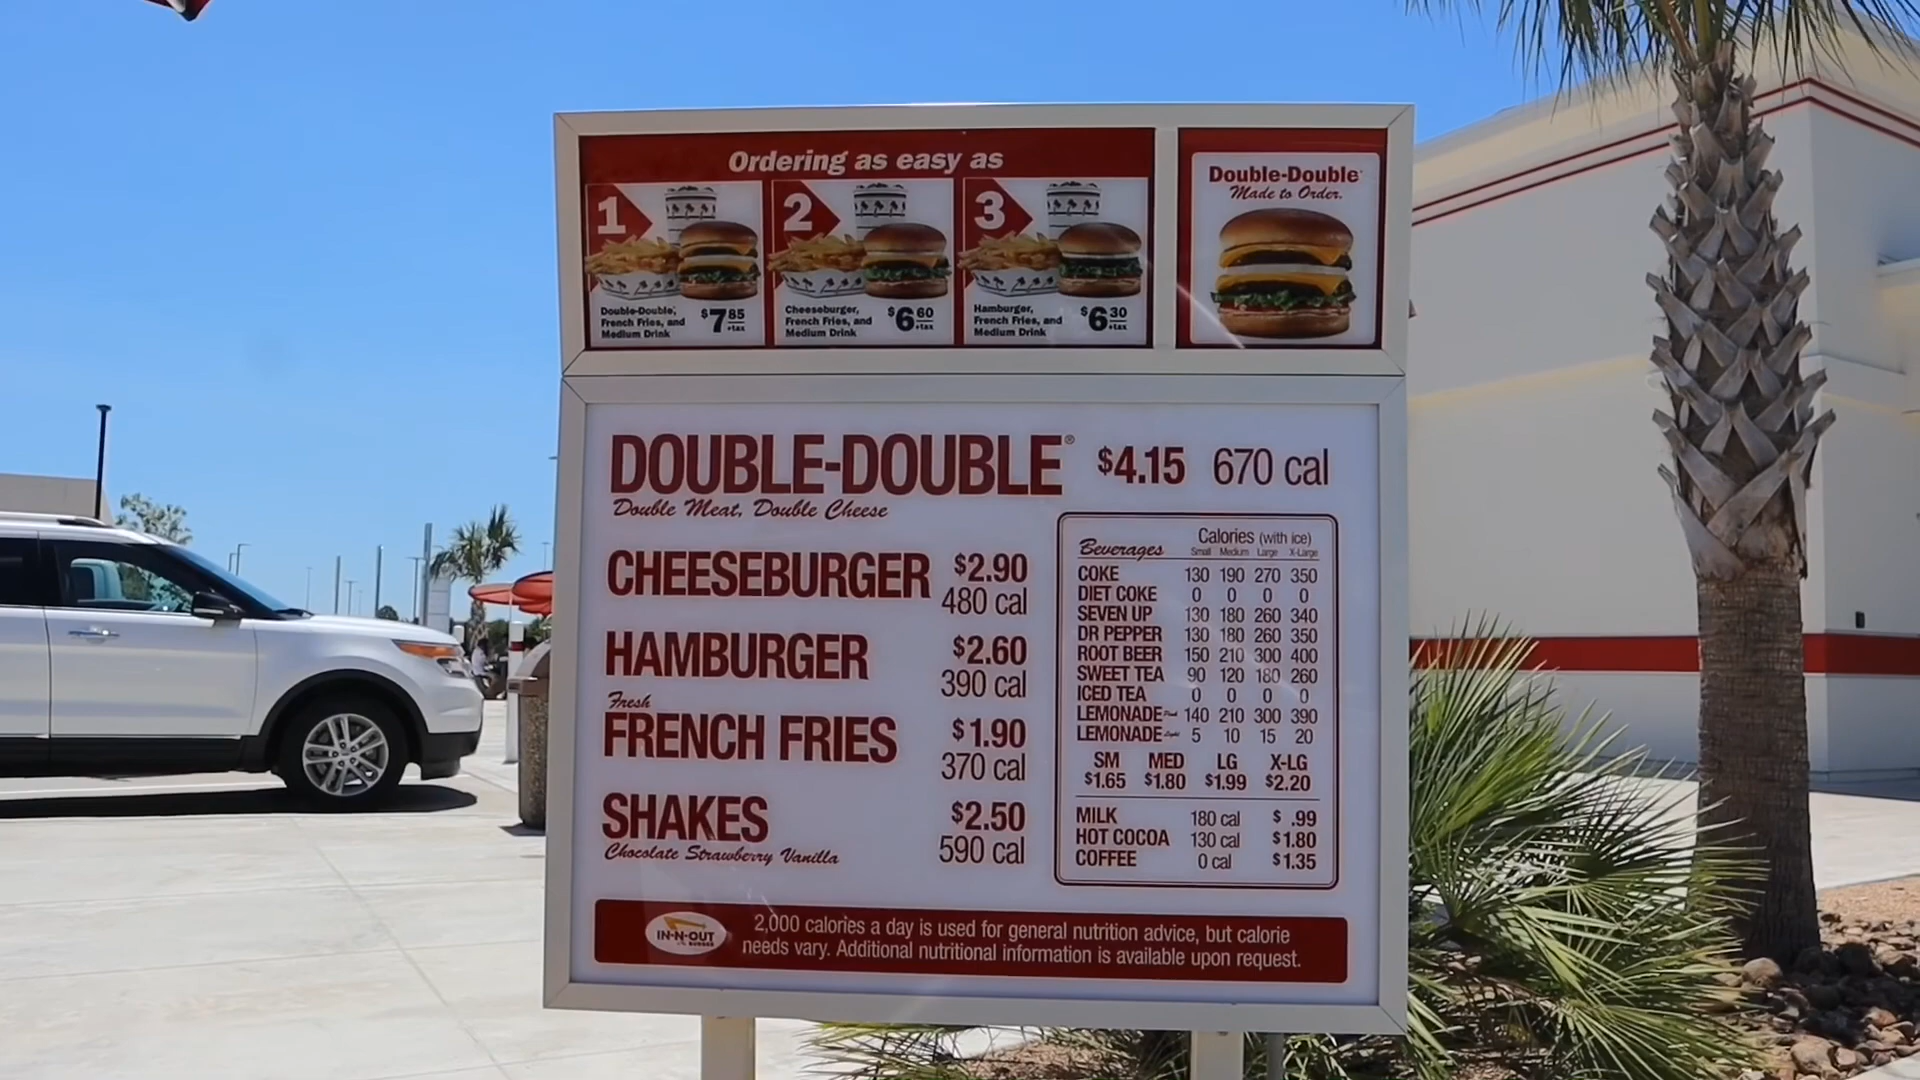 Ordering as easy as
1
Double-Double,
French Fries, and
Medium Drink
$7 85
+tax
2
Cheeseburger,
French Fries, and
Medium Drink
$6 60
+tax
3
Hamburger,
French Fries, and
Medium Drink
$6 30
+tax
Double-Double
Made to Order.
DOUBLE-DOUBLE® $4.15 670 cal
Double Meat, Double Cheese
CHEESEBURGER $2.90
480 cal
HAMBURGER $2.60
390 cal
Fresh
FRENCH FRIES $1.90
370 cal
SHAKES $2.50
Chocolate Strawberry Vanilla 590 cal
Calories (with ice)
Beverages Small Medium Large X-Large
COKE 130 190 270 350
DIET COKE 0 0 0 0
SEVEN UP 130 180 260 340
DR PEPPER 130 180 260 350
ROOT BEER 150 210 300 400
SWEET TEA 90 120 180 260
ICED TEA 0 0 0 0
LEMONADE Pink 140 210 300 390
LEMONADE Light 5 10 15 20
SM MED LG X-LG
$1.65 $1.80 $1.99 $2.20
MILK 180 cal $ .99
HOT COCOA 130 cal $1.80
COFFEE 0 cal $1.35
IN-N-OUT
BURGER
2,000 calories a day is used for general nutrition advice, but calorie
needs vary. Additional nutritional information is available upon request.